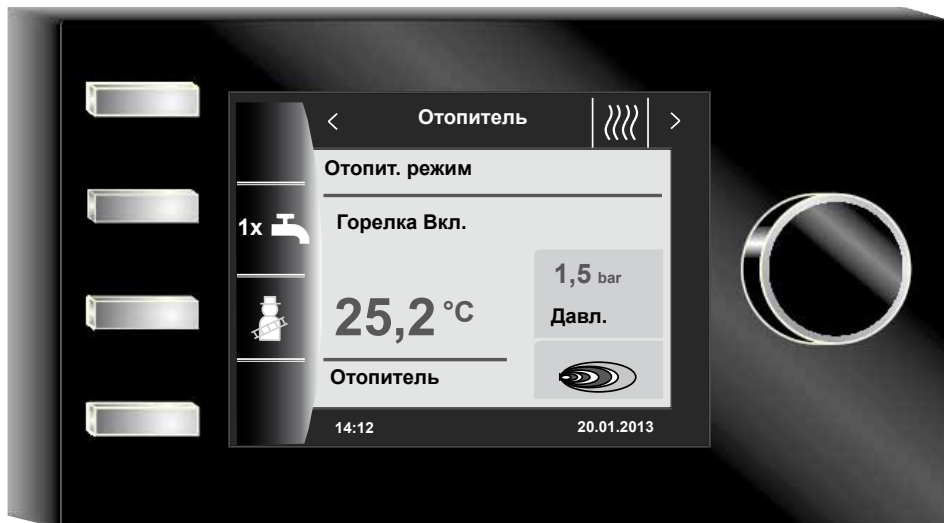 Отопитель
Отопит. режим
1x
Горелка Вкл.
1,5 bar
25,2 °C
Давл.
Отопитель
14:12 20.01.2013